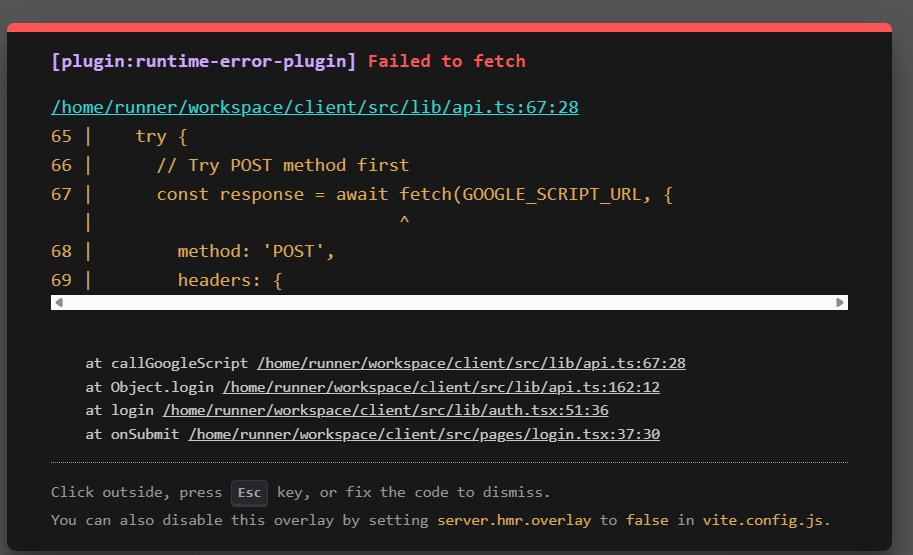 [plugin:runtime-error-plugin] Failed to fetch
/home/runner/workspace/client/src/lib/api.ts:67:28
65 |    try {
66 |      // Try POST method first
67 |      const response = await fetch(GOOGLE_SCRIPT_URL, {
   |                             ^
68 |        method: 'POST',
69 |        headers: {
at callGoogleScript /home/runner/workspace/client/src/lib/api.ts:67:28
at Object.login /home/runner/workspace/client/src/lib/api.ts:162:12
at login /home/runner/workspace/client/src/lib/auth.tsx:51:36
at onSubmit /home/runner/workspace/client/src/pages/login.tsx:37:30
Click outside, press Esc key, or fix the code to dismiss.
You can also disable this overlay by setting server.hmr.overlay to false in vite.config.js.